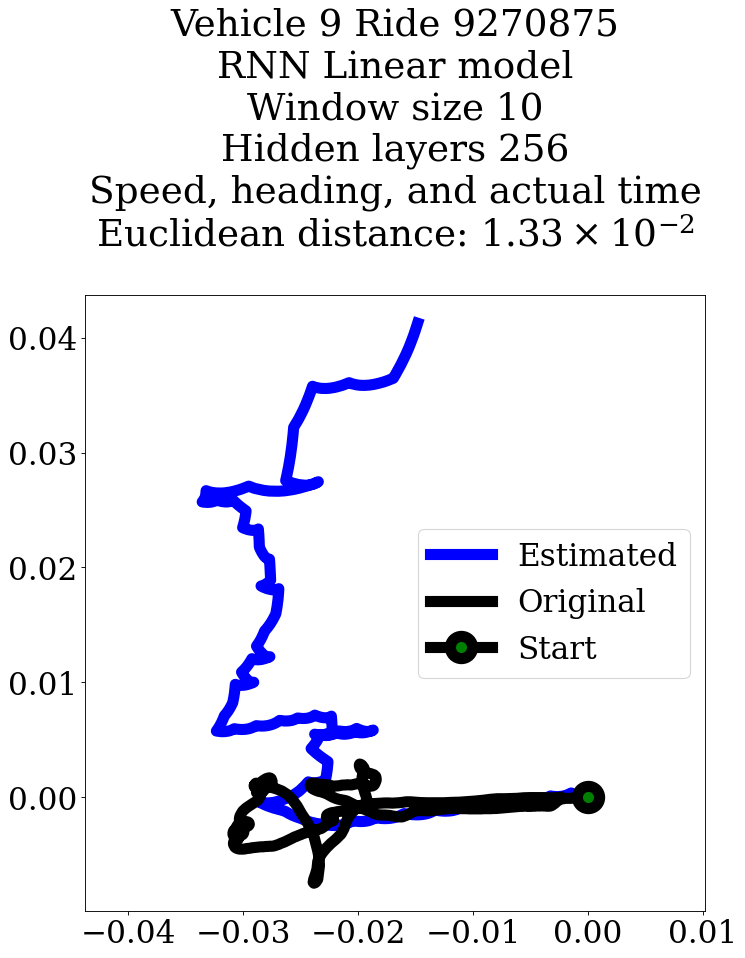 Vehicle 9 Ride 9270875
RNN Linear model
Window size 10
Hidden layers 256
Speed, heading, and actual time
Euclidean distance: 1.33 × 10⁻²
0.04
0.03
0.02
0.01
0.00
Estimated
Original
Start
−0.04 −0.03 −0.02 −0.01 0.00 0.01